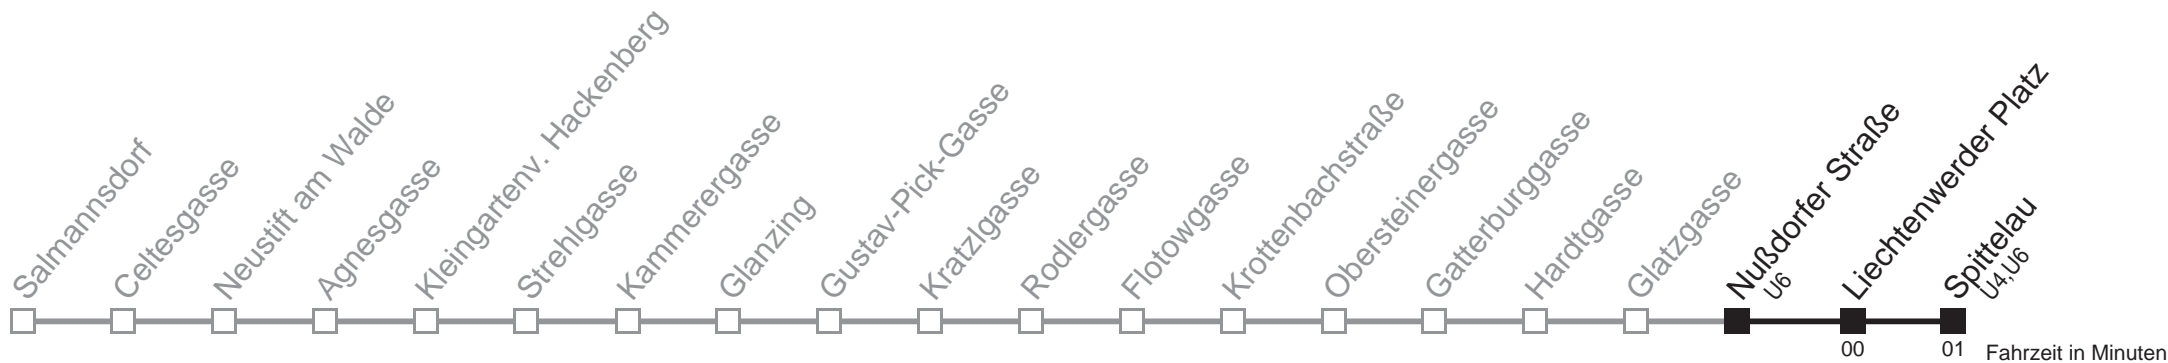 Salmannsdorf
Celtesgasse
Neustift am Walde
Agnesgasse
Kleingartenv. Hackenberg
Strehlgasse
Kammerergasse
Glanzing
Gustav-Pick-Gasse
Kratzlgasse
Rodlergasse
Flotowgasse
Krottenbachstraße
Obersteinergasse
Gatterburggasse
Hardtgasse
Glatzgasse
Nußdorfer Straße
U6
Liechtenwerder Platz
Spittelau
U4,U6
00
01
Fahrzeit in Minuten